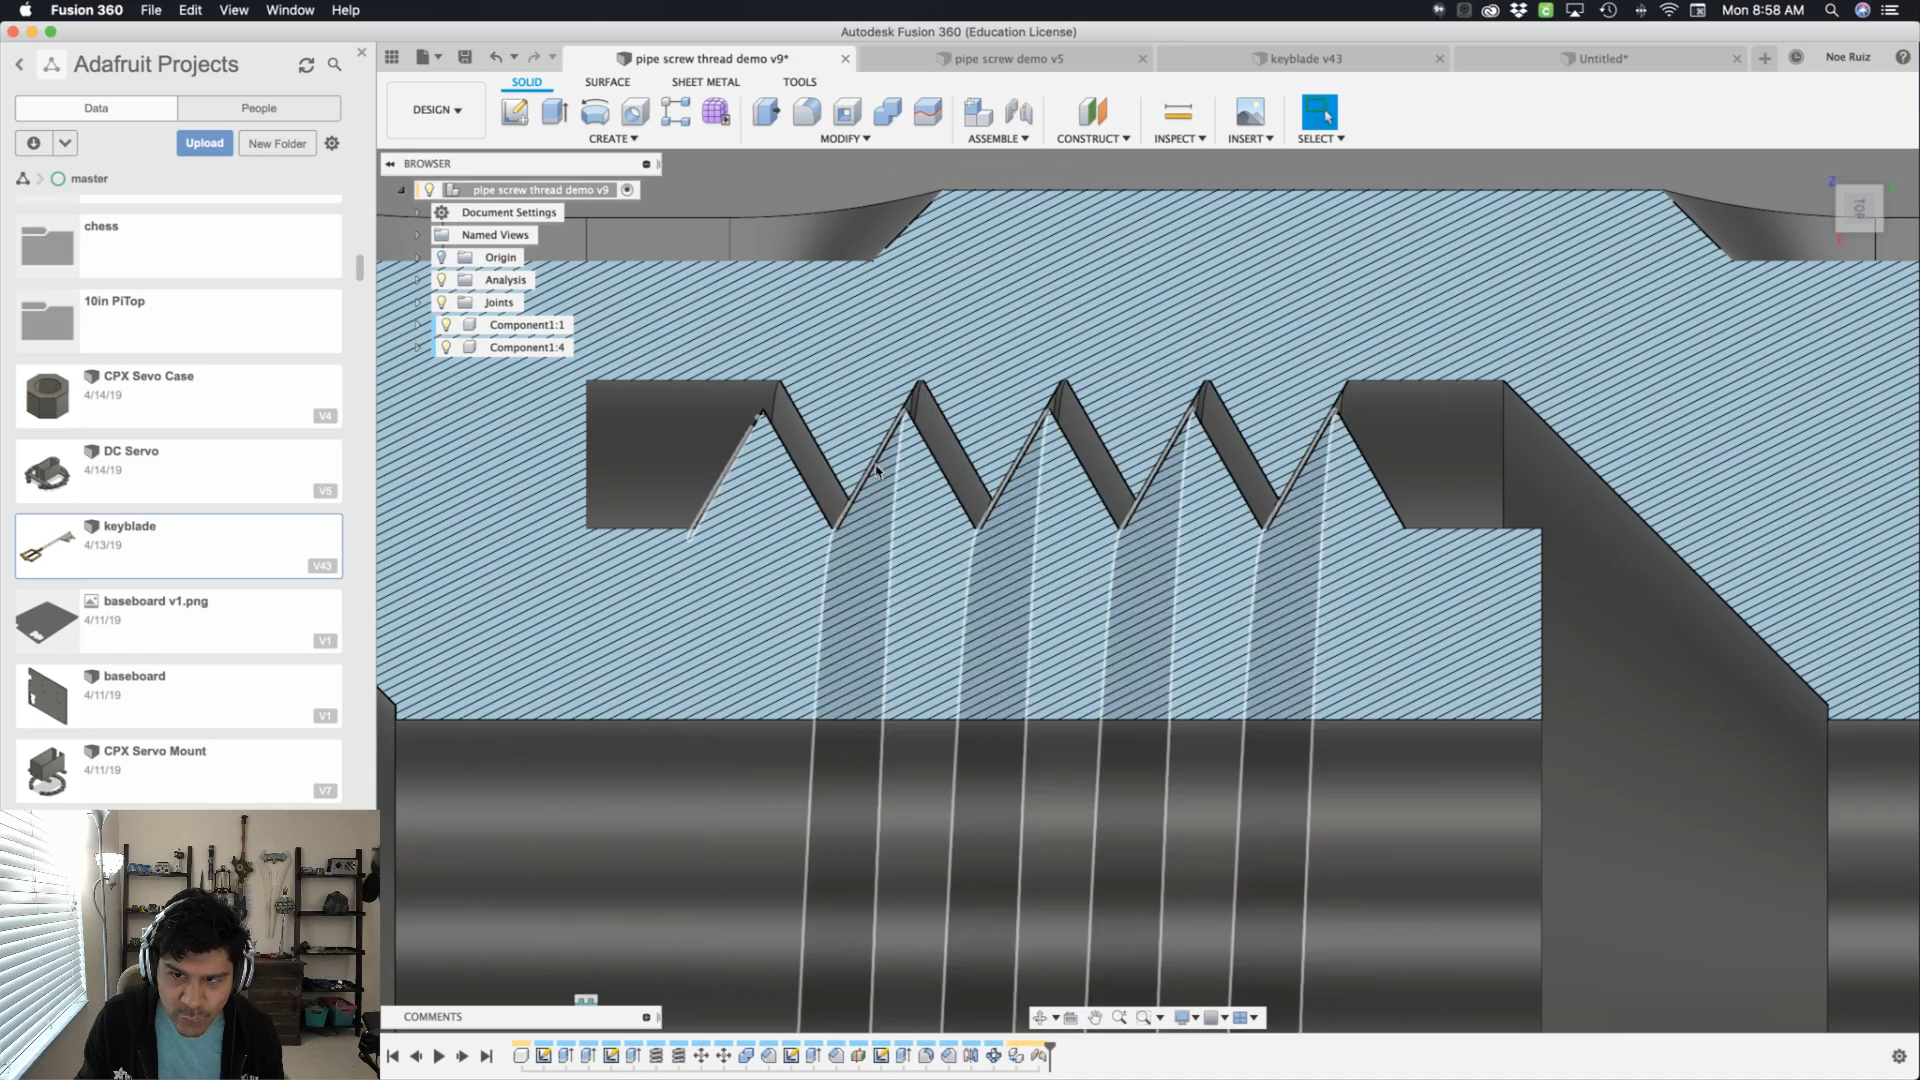 Fusion 360 File Edit View Window Help
Mon 8:58 AM
Autodesk Fusion 360 (Education License)
Adafruit Projects
pipe screw thread demo v9*
pipe screw demo v5
keyblade v43
Untitled*
Noe Ruiz
SOLID
SURFACE
SHEET METAL
TOOLS
Data
People
DESIGN
CREATE
MODIFY
ASSEMBLE
CONSTRUCT
INSPECT
INSERT
SELECT
Upload
New Folder
BROWSER
master
pipe screw thread demo v9
Document Settings
Named Views
Origin
Analysis
Joints
Component1:1
Component1:4
Z
TOP
chess
10in PiTop
CPX Sevo Case
4/14/19
V4
DC Servo
4/14/19
V5
keyblade
4/13/19
V43
baseboard v1.png
4/11/19
V1
baseboard
4/11/19
V1
CPX Servo Mount
4/11/19
V7
COMMENTS